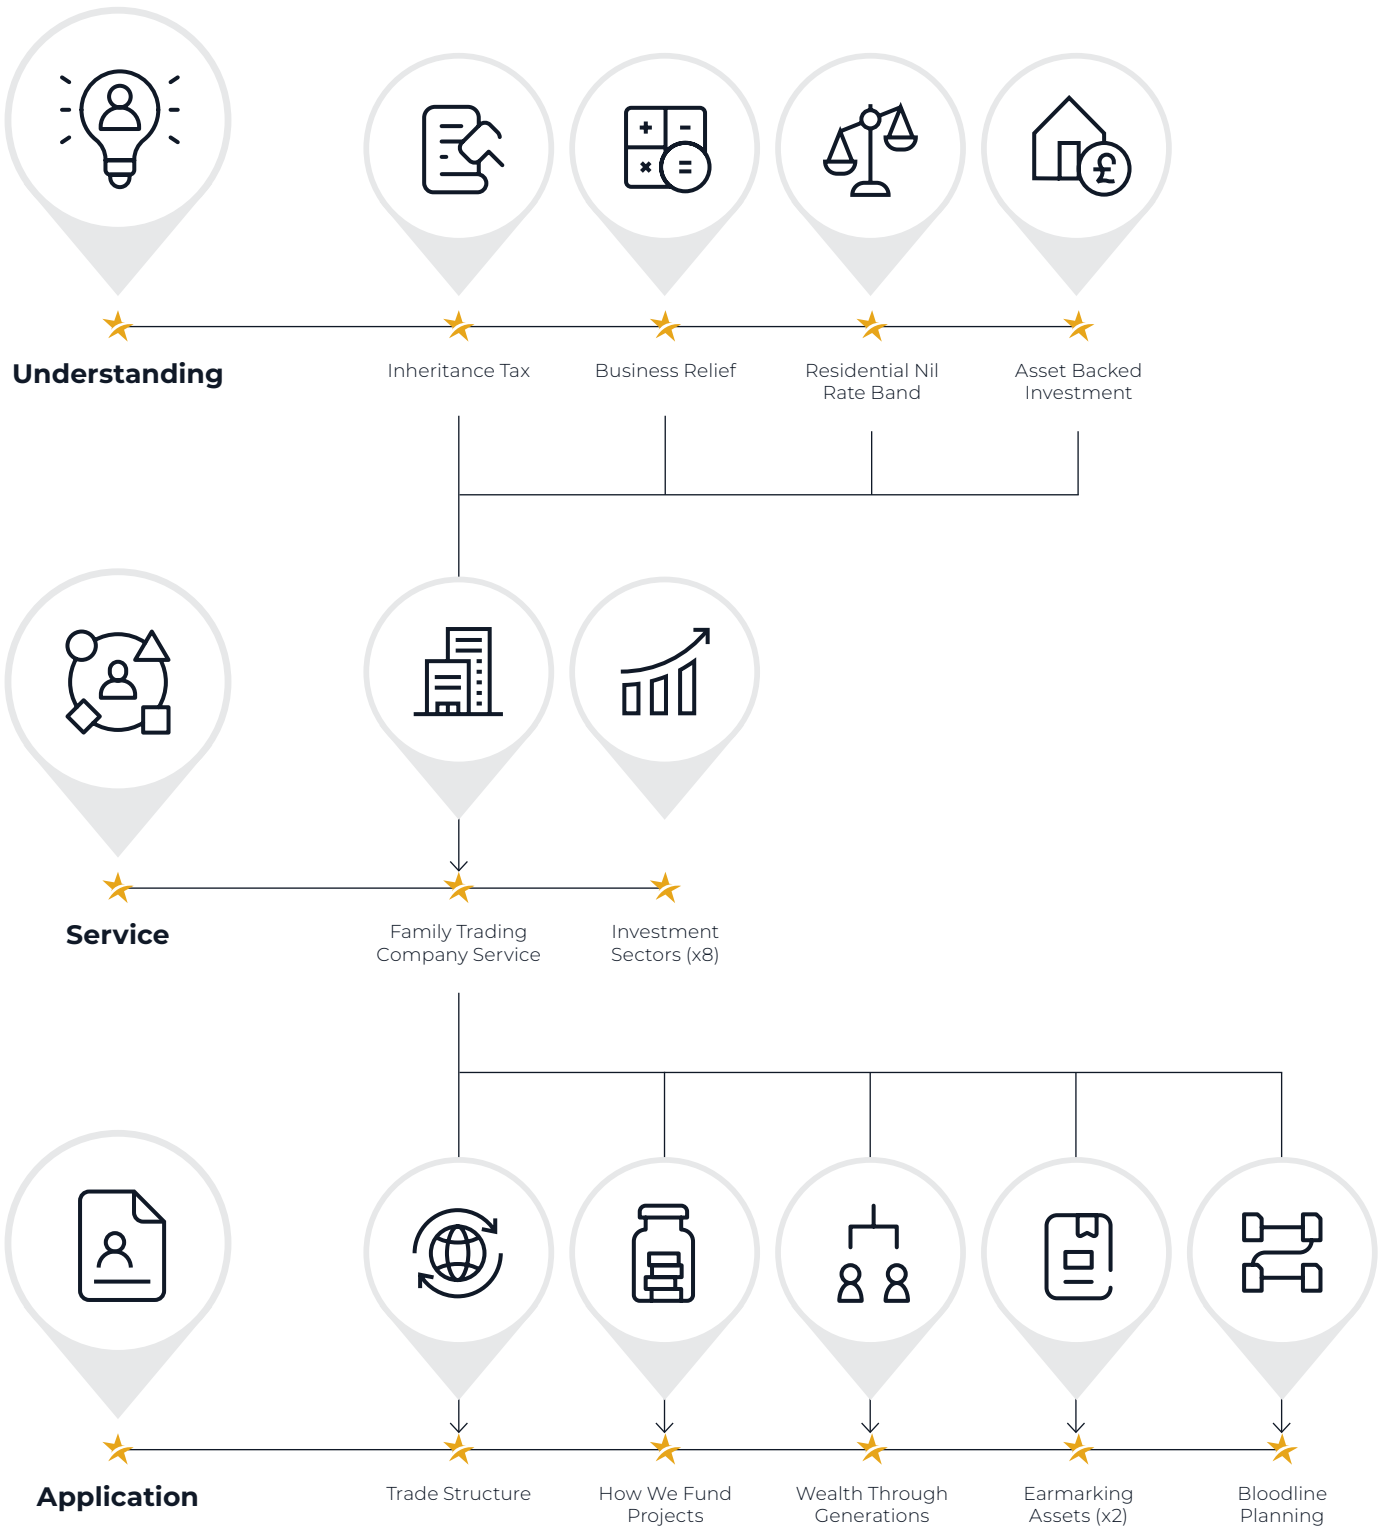 Understanding
Inheritance Tax
Business Relief
Residential Nil
Rate Band
Asset Backed
Investment
Service
Family Trading
Company Service
Investment
Sectors (x8)
Application
Trade Structure
How We Fund
Projects
Wealth Through
Generations
Earmarking
Assets (x2)
Bloodline
Planning